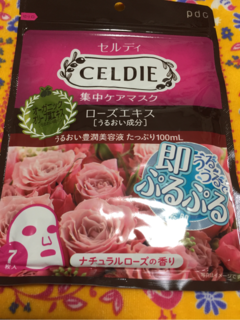 pdc
セルディ
CELDIE
集中ケアマスク
ローズエキス
[うるおい成分]
うるおい豊潤美容液 たっぷり100mL
即
うるうる
ぷるぷる
7枚入
ナチュラルローズの香り